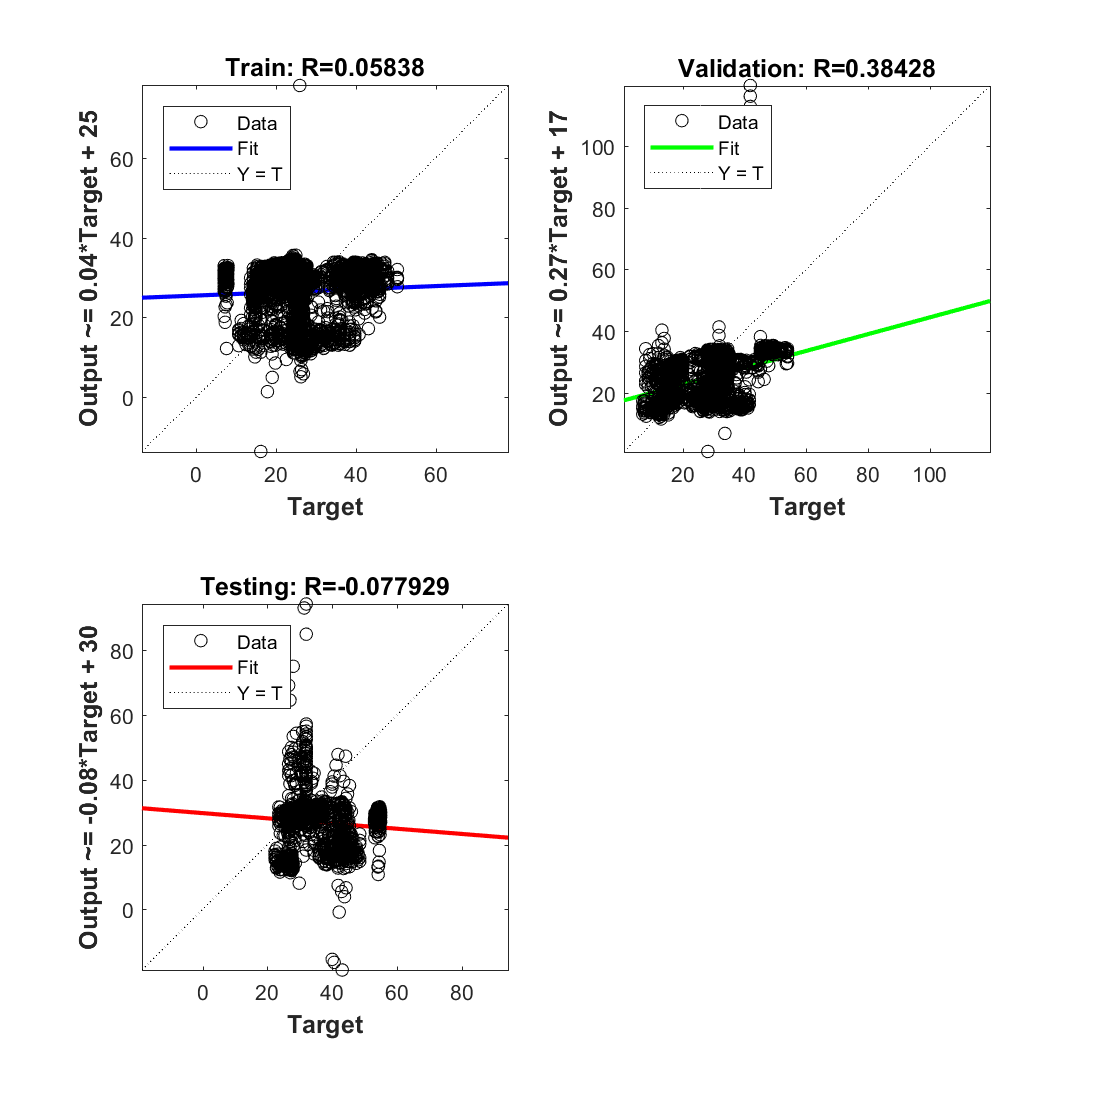 Train: R=0.05838
Output ~= 0.04*Target + 25
Data
Fit
Y = T
60
40
20
0
0 20 40 60
Target
Validation: R=0.38428
Output ~= 0.27*Target + 17
Data
Fit
Y = T
100
80
60
40
20
20 40 60 80 100
Target
Testing: R=-0.077929
Output ~= -0.08*Target + 30
Data
Fit
Y = T
80
60
40
20
0
0 20 40 60 80
Target